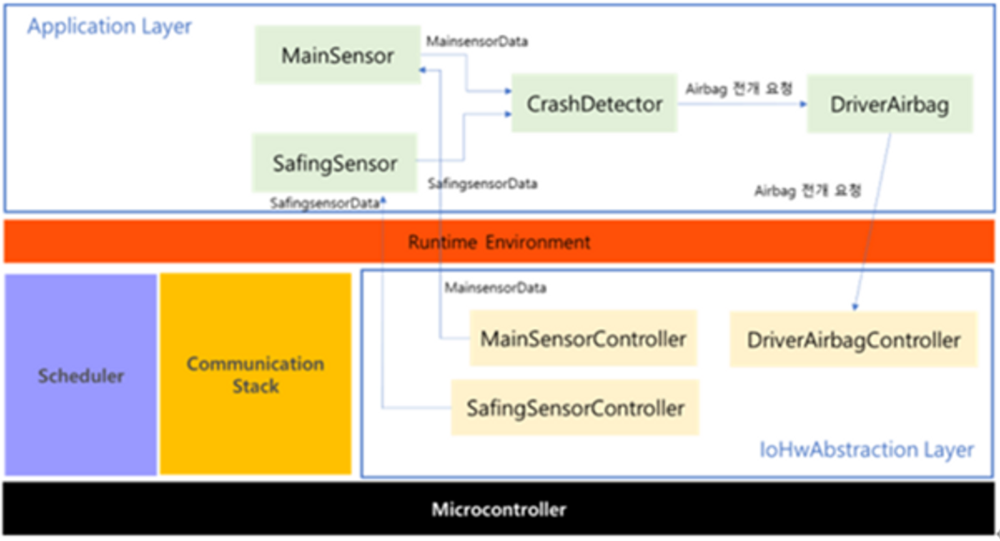 Application Layer
MainSensor
MainsensorData
CrashDetector
Airbag 전개 요청
DriverAirbag
SafingSensor
SafingsensorData
SafingsensorData
Airbag 전개 요청
Runtime Environment
MainsensorData
Scheduler
Communication
Stack
MainSensorController
DriverAirbagController
SafingSensorController
IoHwAbstraction Layer
Microcontroller